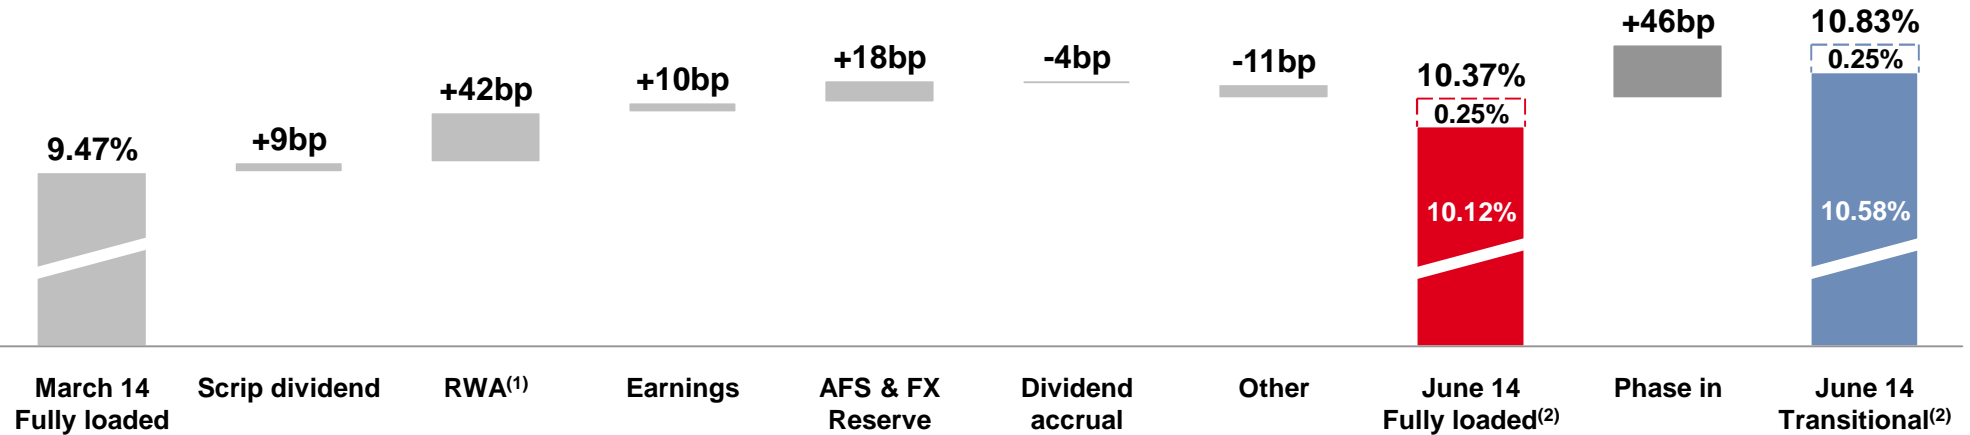 9.47%
+9bp
+42bp
+10bp
+18bp
-4bp
-11bp
10.37%
0.25%
10.12%
+46bp
10.83%
0.25%
10.58%
March 14
Fully loaded
Scrip dividend
RWA(1)
Earnings
AFS & FX
Reserve
Dividend
accrual
Other
June 14
Fully loaded(2)
Phase in
June 14
Transitional(2)